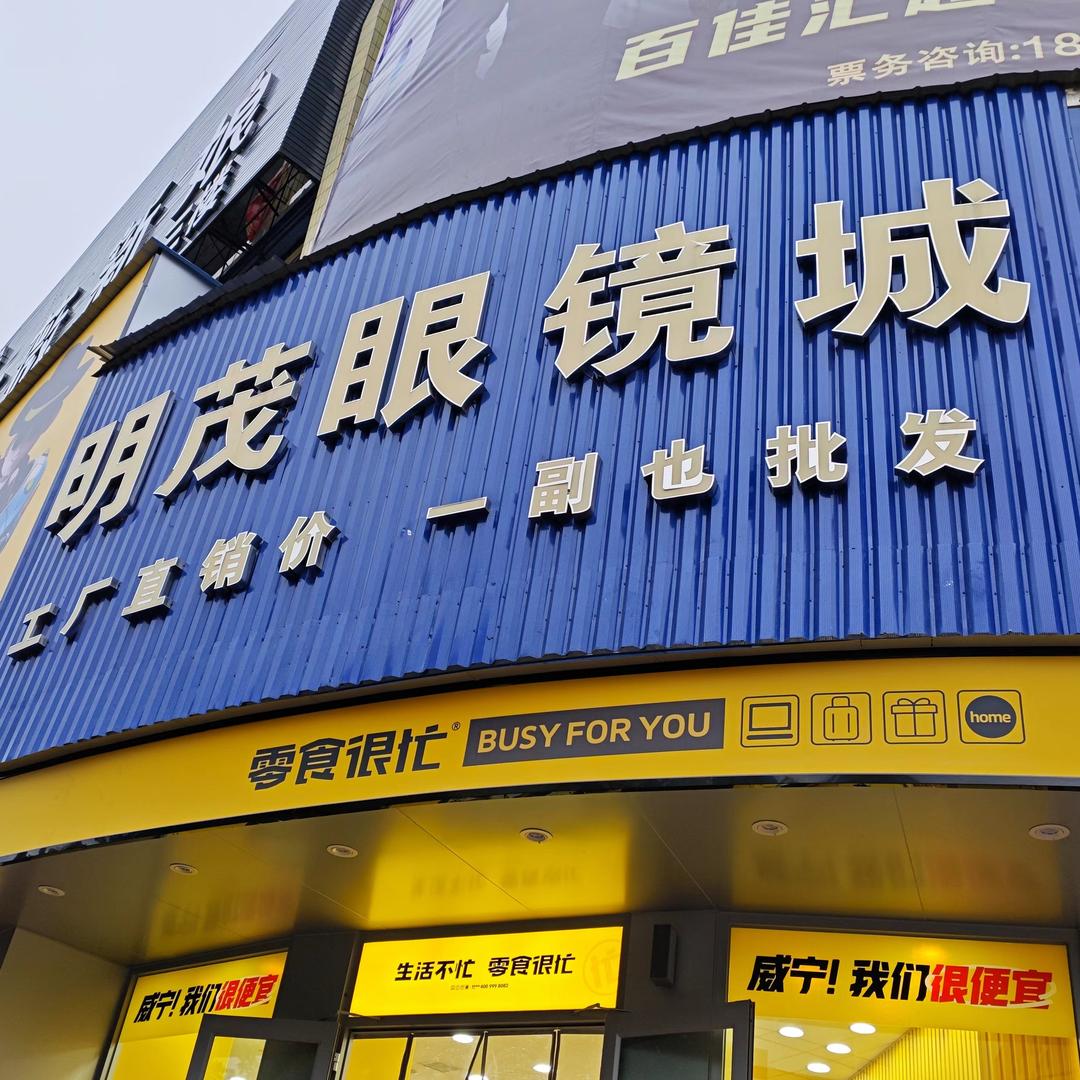 百佳汇
票务咨询:18
明茂眼镜城
工厂直销价 一副也批发
零食很忙® BUSY FOR YOU
home
生活不忙 零食很忙
威宁!我们很便宜
威宁!我们很便宜